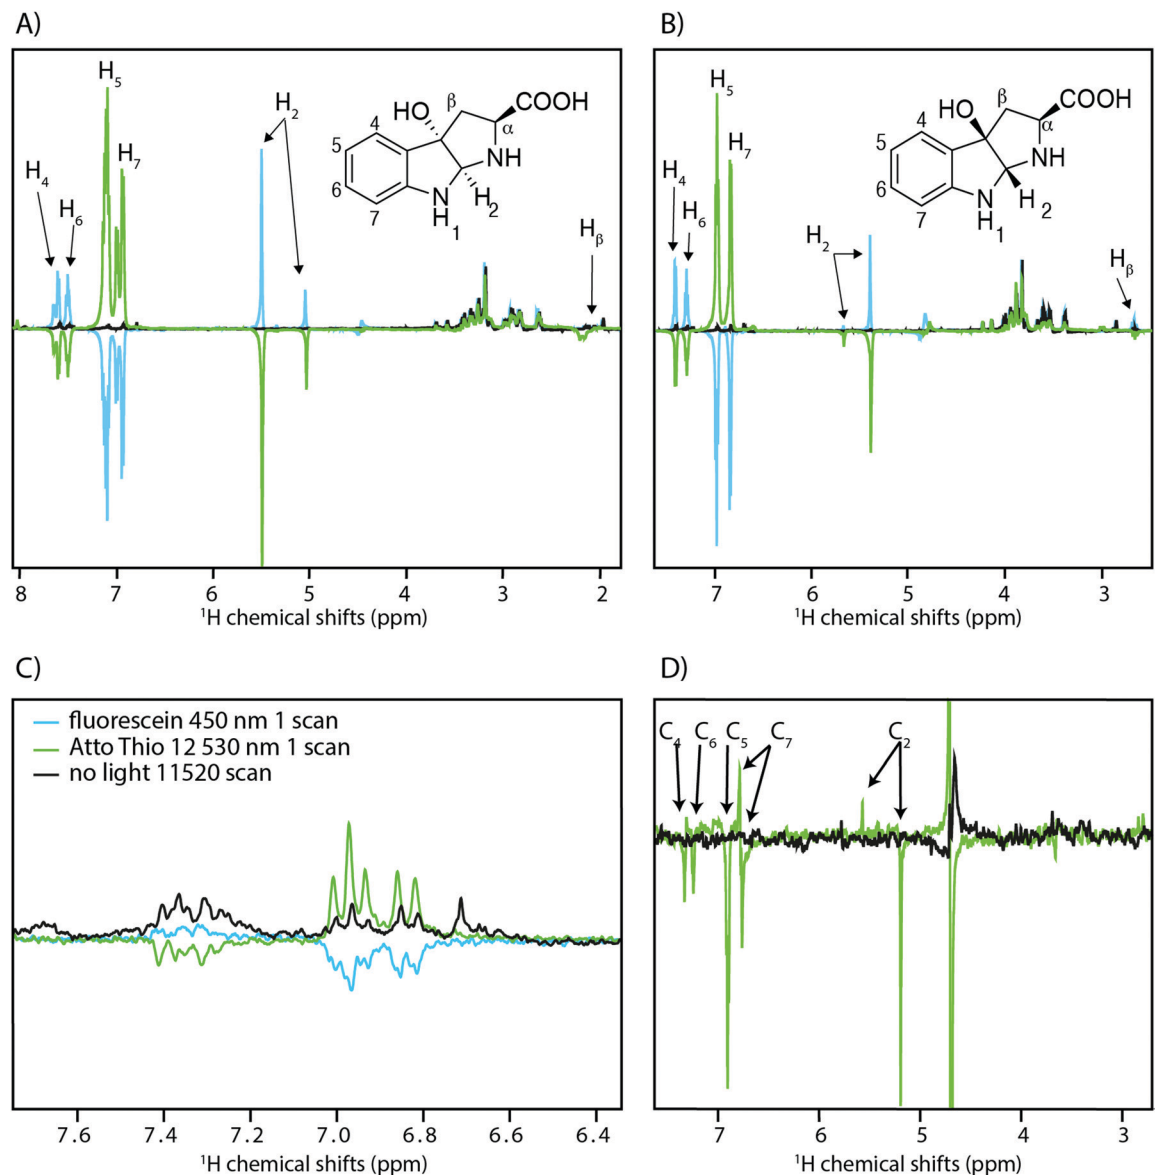 A)
H₅
H₇
H₄
H₆
H₂
Hβ
HO
β
COOH
α
4
5
6
7
NH
N
H
1
H₂
8 7 6 5 4 3 2
¹H chemical shifts (ppm)
B)
H₅
H₇
H₄
H₆
H₂
Hβ
HO
β
COOH
α
4
5
6
7
NH
N
H
1
H 2
7 6 5 4 3
¹H chemical shifts (ppm)
C)
fluorescein 450 nm 1 scan
Atto Thio 12 530 nm 1 scan
no light 11520 scan
7.6 7.4 7.2 7.0 6.8 6.6 6.4
¹H chemical shifts (ppm)
D)
C₄ C₆ C₅ C₇ C₂
7 6 5 4 3
¹H chemical shifts (ppm)